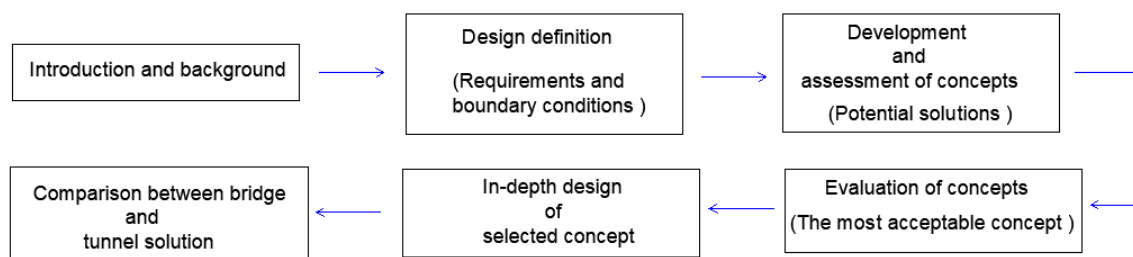 Introduction and background
Design definition
(Requirements and
boundary conditions )
Development
and
assessment of concepts
(Potential solutions )
Evaluation of concepts
(The most acceptable concept )
In-depth design
of
selected concept
Comparison between bridge
and
tunnel solution